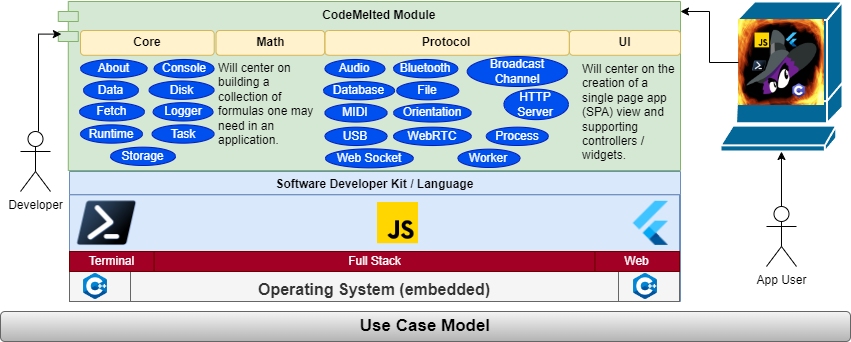 CodeMelted Module
Core
Math
Protocol
UI
About
Console
Data
Disk
Fetch
Logger
Runtime
Task
Storage
Will center on
building a
collection of
formulas one may
need in an
application.
Audio
Bluetooth
Broadcast
Channel
Database
File
HTTP
Server
MIDI
Orientation
USB
WebRTC
Process
Web Socket
Worker
Will center on the
creation of a
single page app
(SPA) view and
supporting
controllers /
widgets.
JS
Developer
App User
Software Developer Kit / Language
JS
Terminal
Full Stack
Web
C++
Operating System (embedded)
C++
Use Case Model